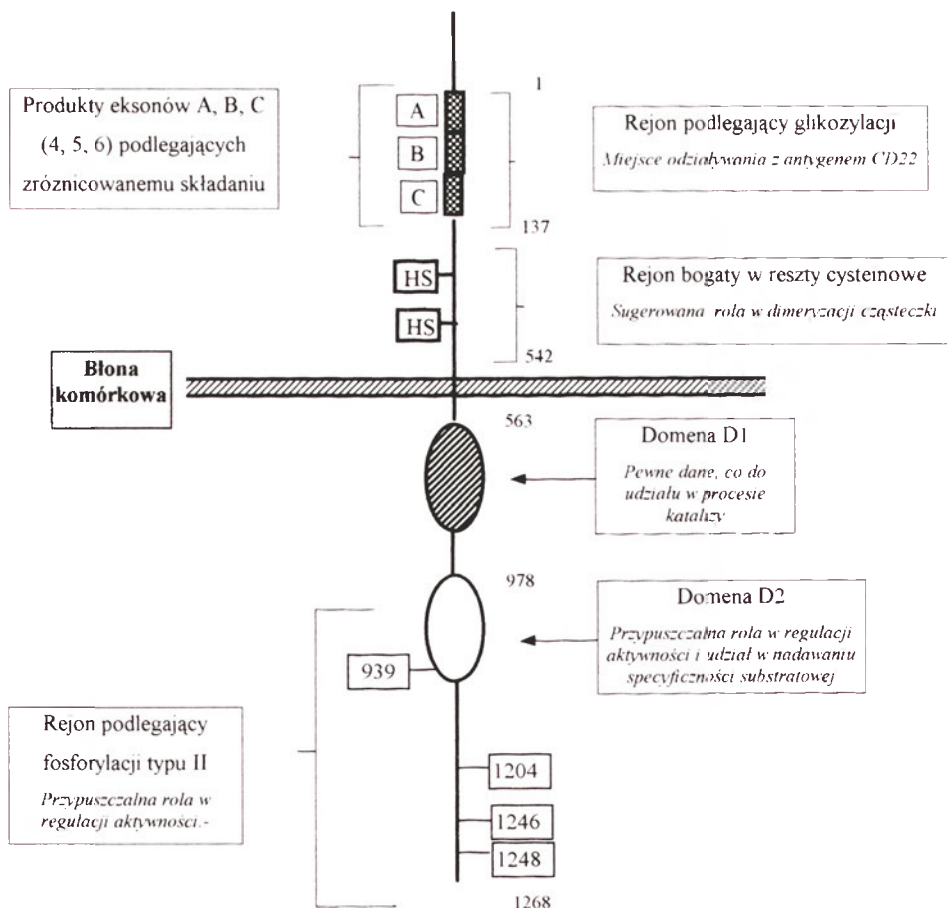 1
Produkty eksonów A, B, C
(4, 5, 6) podlegających
zróznicowanemu składaniu
A
B
C
Rejon podlegający glikozylacji
Miejsce odziaływania z antygenem CD22
137
HS
HS
Rejon bogaty w reszty cysteinowe
Sugerowana rola w dimeryzacji cząsteczki
542
Błona
komórkowa
563
Domena D1
Pewne dane, co do
udziału w procesie
katalizy
978
Domena D2
Przypuszczalna rola w regulacji
aktywności i udział w nadawaniu
specyficzności substratowej
939
Rejon podlegający
fosforylacji typu II
Przypuszczalna rola w
regulacji aktywności.-
1204
1246
1248
1268